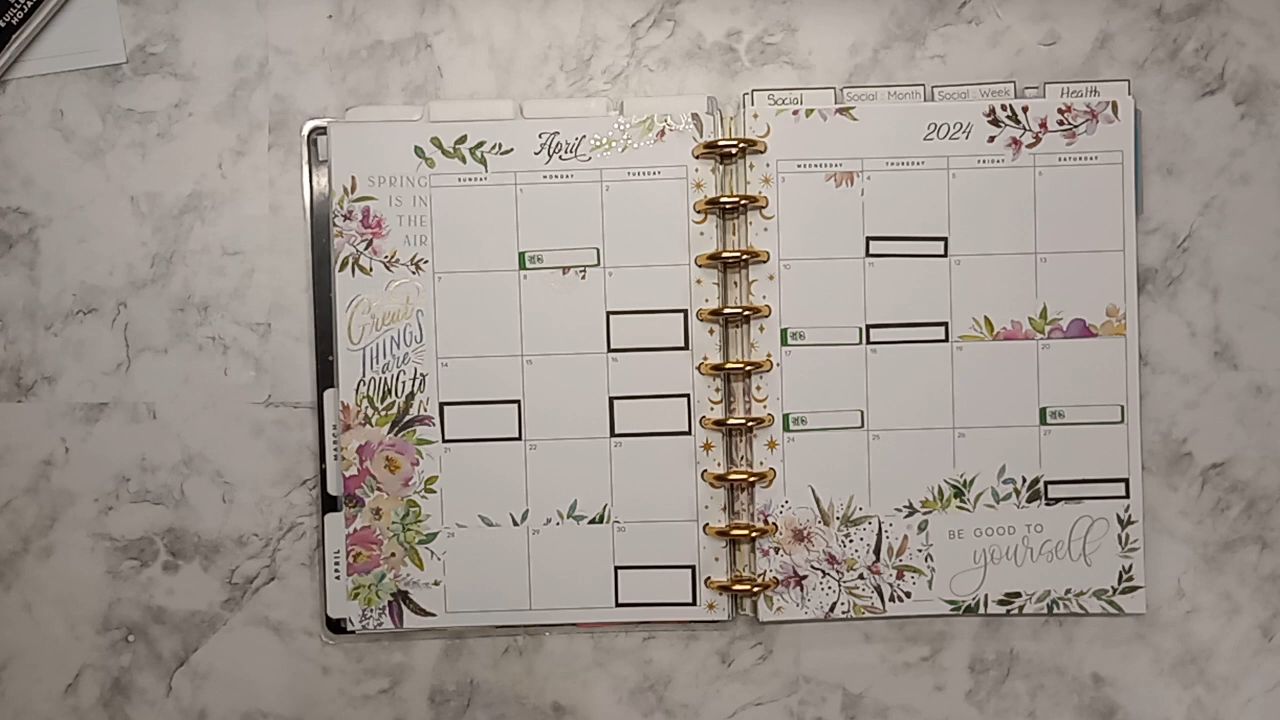 Social
Social :: Month
Social :: Week
Health
April
2024
SUNDAY
MONDAY
TUESDAY
WEDNESDAY
THURSDAY
FRIDAY
SATURDAY
SPRING
IS IN
THE
AIR
1
2
3
4
5
6
Great
THINGS
are
GOING to
7
8
9
10
11
12
13
14
15
16
17
18
19
20
MARCH
21
22
23
24
25
26
27
APRIL
28
29
30
BE GOOD TO
yourself